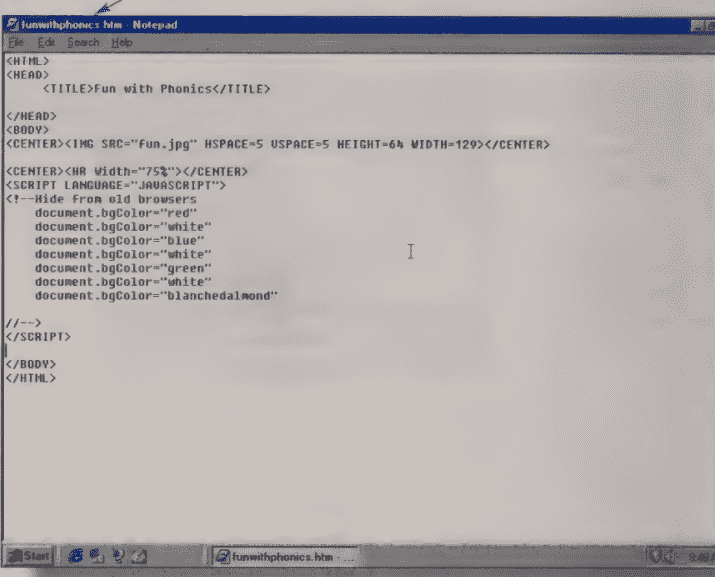 funwithphonics.htm - Notepad
File Edit Search Help
<HTML>
<HEAD>
<TITLE>Fun with Phonics</TITLE>
</HEAD>
<BODY>
<CENTER><IMG SRC="fun.jpg" HSPACE=5 VSPACE=5 HEIGHT=64 WIDTH=129></CENTER>
<CENTER><HR Width="75%"></CENTER>
<SCRIPT LANGUAGE="JAVASCRIPT">
<!--Hide from old browsers
document.bgColor="red"
document.bgColor="white"
document.bgColor="blue"
document.bgColor="white"
document.bgColor="green"
document.bgColor="white"
document.bgColor="blanchedalmond"
//-->
</SCRIPT>
</BODY>
</HTML>
Start
funwithphonics.htm - ...